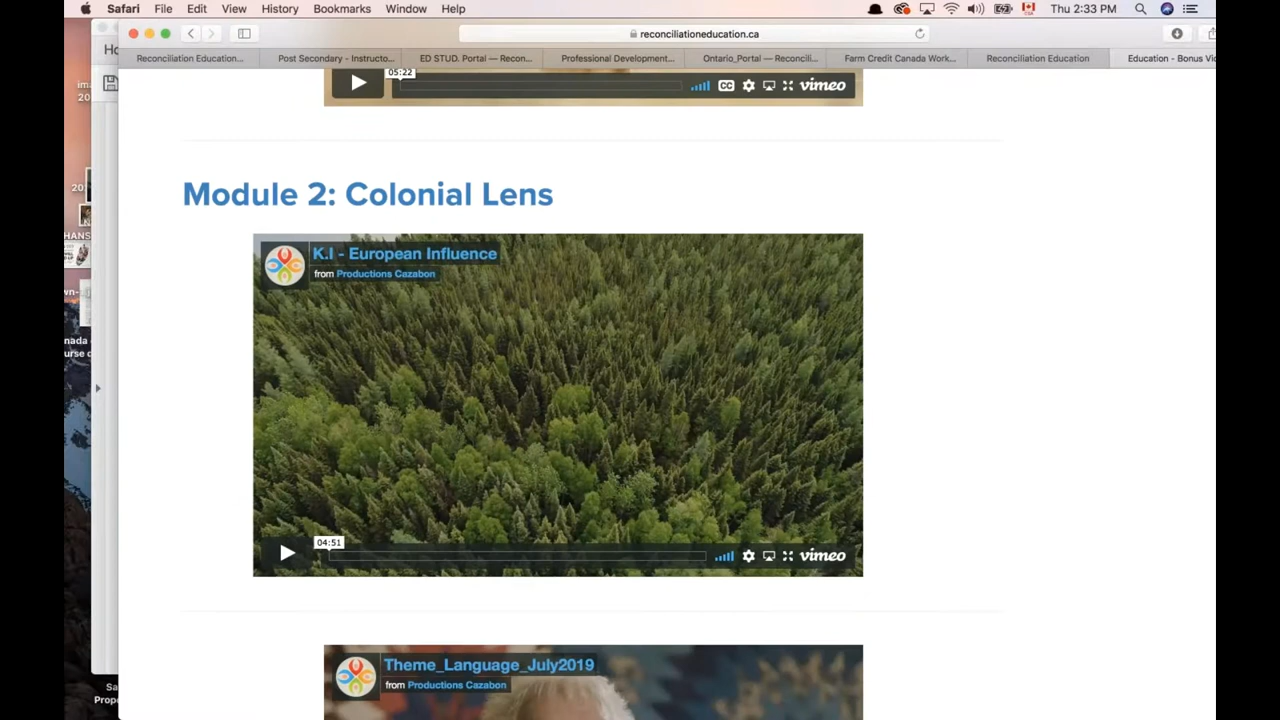 Safari File Edit View History Bookmarks Window Help Thu 2:33 PM
reconciliationeducation.ca
Reconciliation Education... Post Secondary - Instructo... ED STUD. Portal — Recon... Professional Development... Ontario_Portal — Reconcili... Farm Credit Canada Work... Reconciliation Education Education - Bonus Vid
05:22
CC vimeo
Module 2: Colonial Lens
K.I - European Influence
from Productions Cazabon
04:51
vimeo
Theme_Language_July2019
from Productions Cazabon